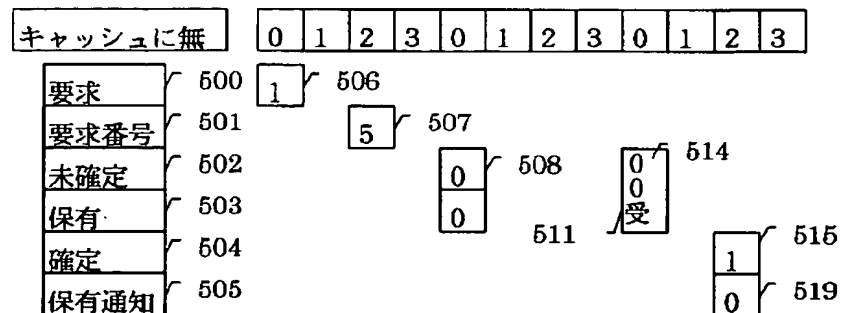 キャッシュに無 0 1 2 3 0 1 2 3 0 1 2 3
要求 500 1 506
要求番号 501 5 507
未確定 502 0 508 0 514
0
保有 503 0 511 受
確定 504 1 515
保有通知 505 0 519